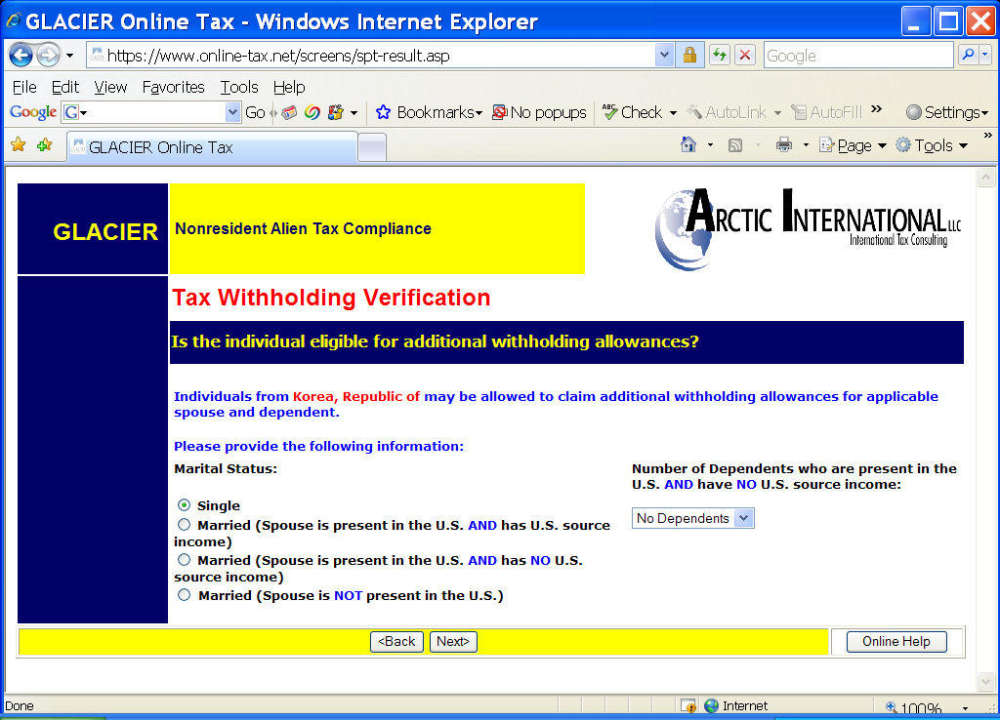 GLACIER Online Tax - Windows Internet Explorer
https://www.online-tax.net/screens/spt-result.asp
Google
File Edit View Favorites Tools Help
Google G Go Bookmarks No popups ABC Check AutoLink AutoFill » Settings
GLACIER Online Tax
Page Tools »
GLACIER
Nonresident Alien Tax Compliance
ARCTIC INTERNATIONAL LLC
International Tax Consulting
Tax Withholding Verification
Is the individual eligible for additional withholding allowances?
Individuals from Korea, Republic of may be allowed to claim additional withholding allowances for applicable
spouse and dependent.
Please provide the following information:
Marital Status:
Single
Married (Spouse is present in the U.S. AND has U.S. source
income)
Married (Spouse is present in the U.S. AND has NO U.S.
source income)
Married (Spouse is NOT present in the U.S.)
Number of Dependents who are present in the
U.S. AND have NO U.S. source income:
No Dependents
<Back Next> Online Help
Done Internet 100%